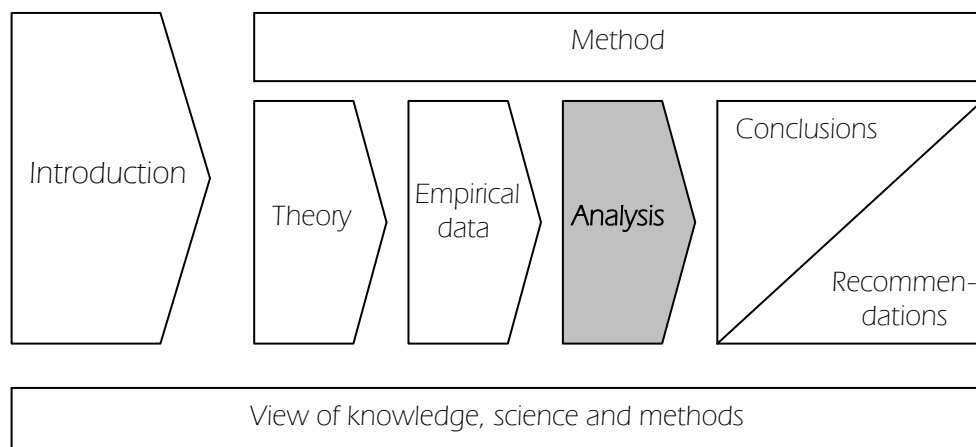 Method
Introduction
Theory
Empirical
data
Analysis
Conclusions
Recommen-
dations
View of knowledge, science and methods